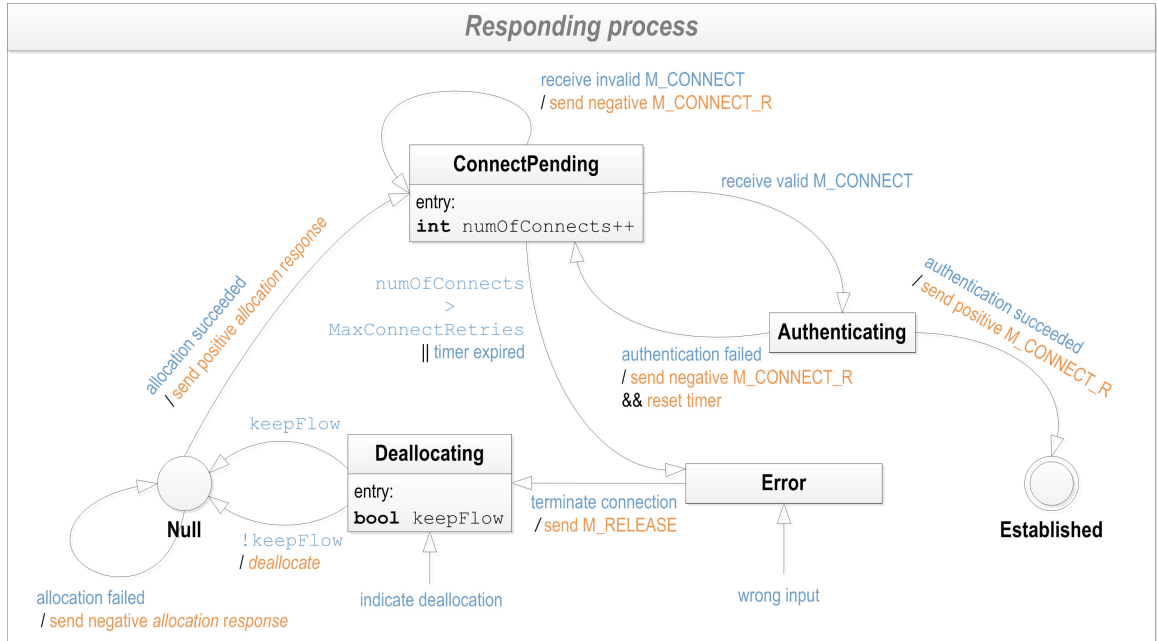 Responding process
receive invalid M_CONNECT
/ send negative M_CONNECT_R
ConnectPending
entry:
int numOfConnects++
receive valid M_CONNECT
allocation succeeded
/ send positive allocation response
numOfConnects
>
MaxConnectRetries
|| timer expired
Authenticating
authentication succeeded
/ send positive M_CONNECT_R
authentication failed
/ send negative M_CONNECT_R
&& reset timer
keepFlow
Deallocating
entry:
bool keepFlow
Null
!keepFlow
/ deallocate
terminate connection
/ send M_RELEASE
Error
Established
allocation failed
/ send negative allocation response
indicate deallocation
wrong input